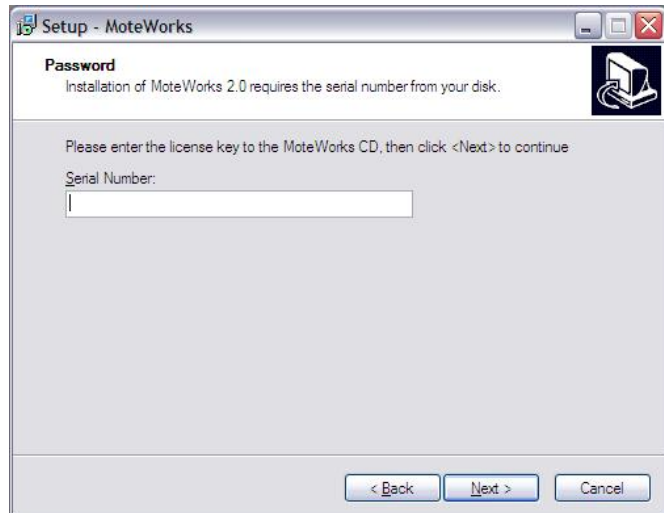 Setup - MoteWorks
Password
Installation of MoteWorks 2.0 requires the serial number from your disk.
Please enter the license key to the MoteWorks CD, then click <Next> to continue
Serial Number:
< Back
Next >
Cancel